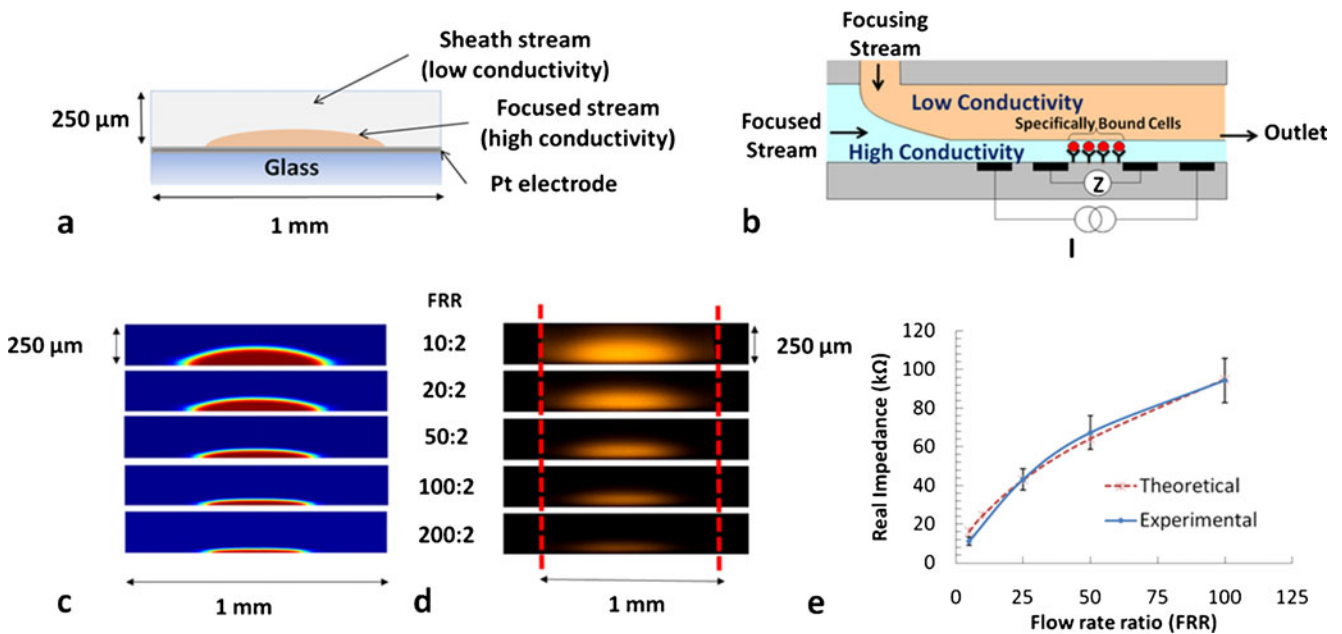 Sheath stream
(low conductivity)
250 µm
Focused stream
(high conductivity)
Glass
Pt electrode
a
1 mm
Focusing
Stream
Low Conductivity
Specifically Bound Cells
Focused
Stream
High Conductivity
Outlet
Z
b
I
FRR
250 µm
10:2
20:2
50:2
100:2
200:2
c
1 mm
250 µm
d
1 mm
Real Impedance (kΩ)
120
100
80
60
40
20
0
Theoretical
Experimental
0
25
50
75
100
125
e
Flow rate ratio (FRR)